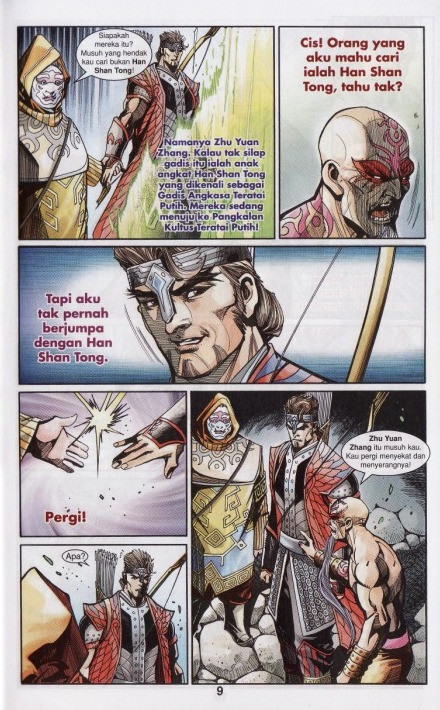 Siapakah
mereka itu?
Musuh yang hendak
kau cari bukan Han
Shan Tong!
Namanya Zhu Yuan
Zhang. Kalau tak silap
gadis itu ialah anak
angkat Han Shan Tong
yang dikenali sebagai
Gadis Angkasa Teratai
Putih. Mereka sedang
menuju ke Pangkalan
Kultus Teratai Putih!
Cis! Orang yang
aku mahu cari
ialah Han Shan
Tong, tahu tak?
Tapi aku
tak pernah
berjumpa
dengan Han
Shan Tong.
Pergi!
Zhu Yuan
Zhang itu musuh kau.
Kau pergi menyekat dan
menyerangnya!
Apa?
9